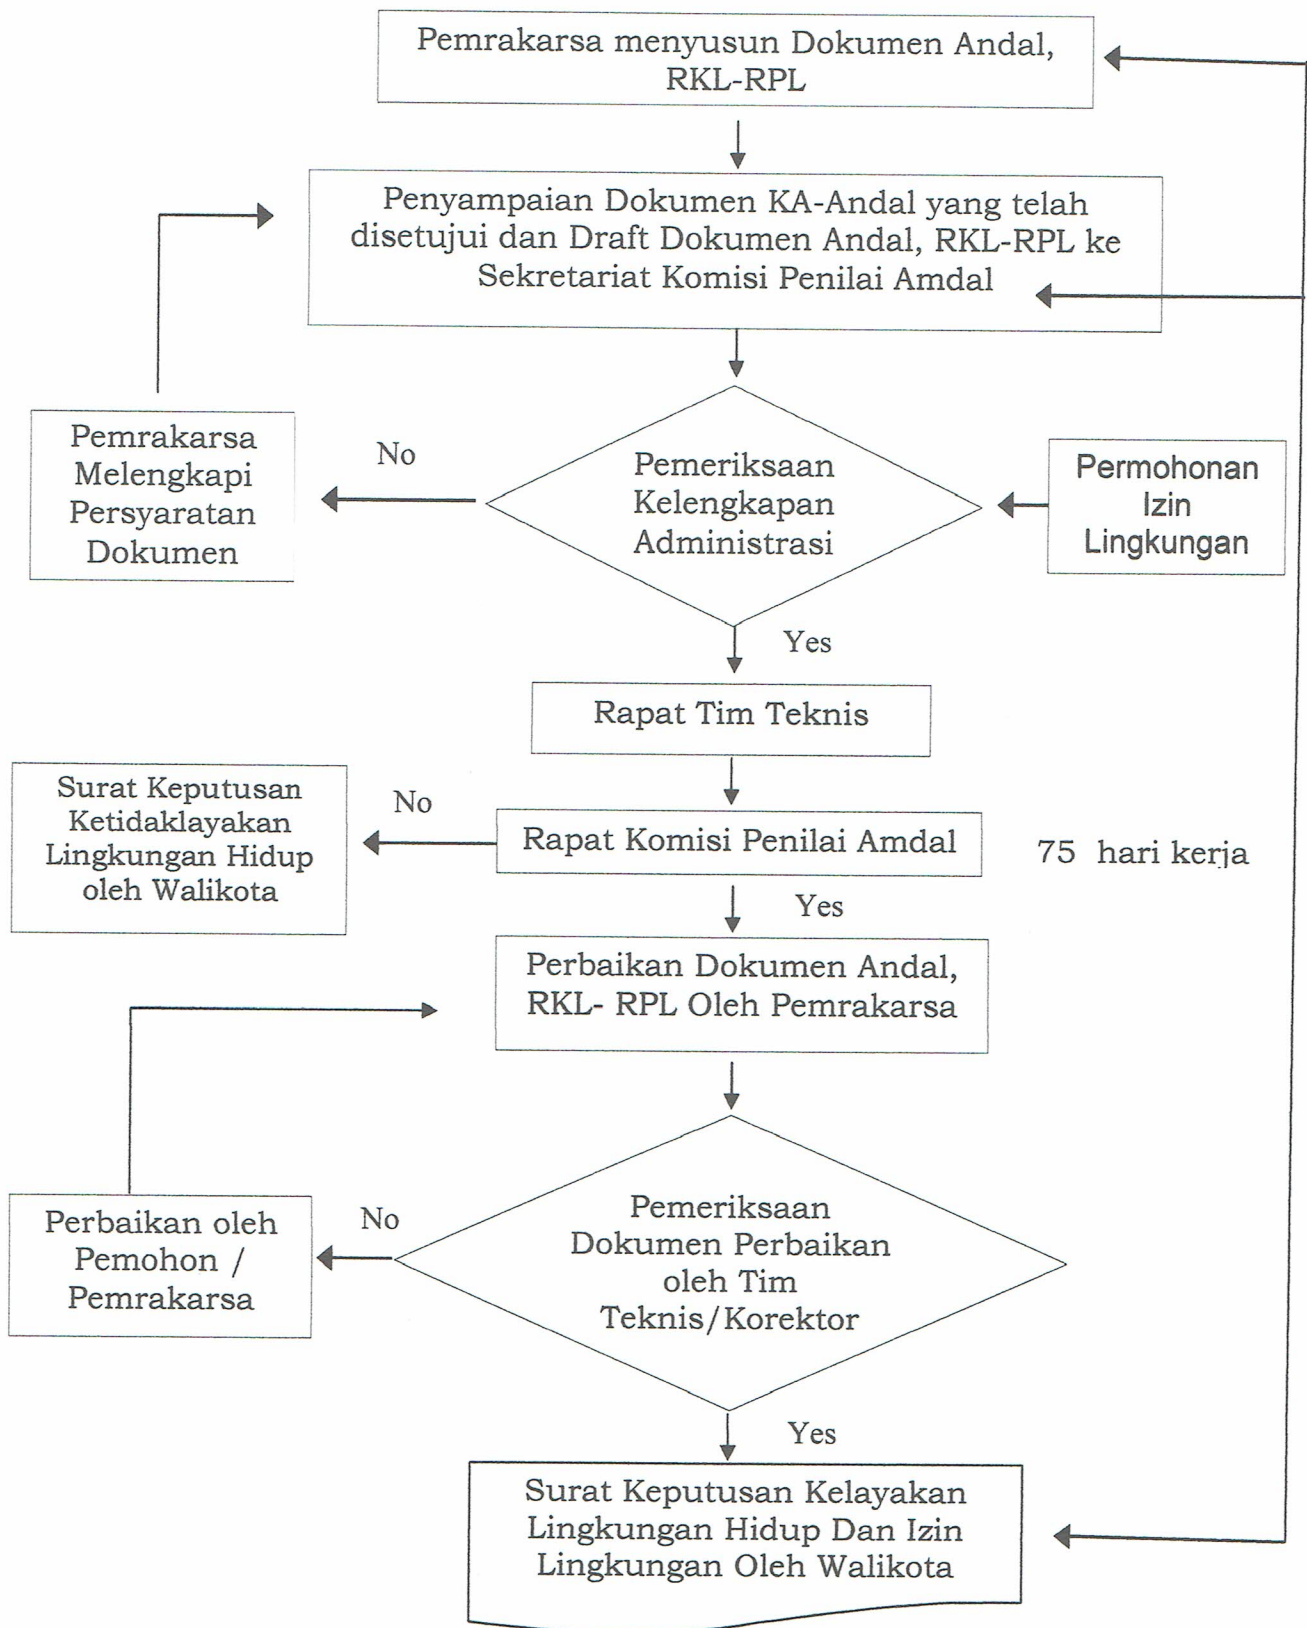 Pemrakarsa menyusun Dokumen Andal,
RKL-RPL
Penyampaian Dokumen KA-Andal yang telah
disetujui dan Draft Dokumen Andal, RKL-RPL ke
Sekretariat Komisi Penilai Amdal
Pemrakarsa
Melengkapi
Persyaratan
Dokumen
No
Pemeriksaan
Kelengkapan
Administrasi
Permohonan
Izin
Lingkungan
Yes
Rapat Tim Teknis
Surat Keputusan
Ketidaklayakan
Lingkungan Hidup
oleh Walikota
No
Rapat Komisi Penilai Amdal
75 hari kerja
Yes
Perbaikan Dokumen Andal,
RKL- RPL Oleh Pemrakarsa
Perbaikan oleh
Pemohon /
Pemrakarsa
No
Pemeriksaan
Dokumen Perbaikan
oleh Tim
Teknis/Korektor
Yes
Surat Keputusan Kelayakan
Lingkungan Hidup Dan Izin
Lingkungan Oleh Walikota